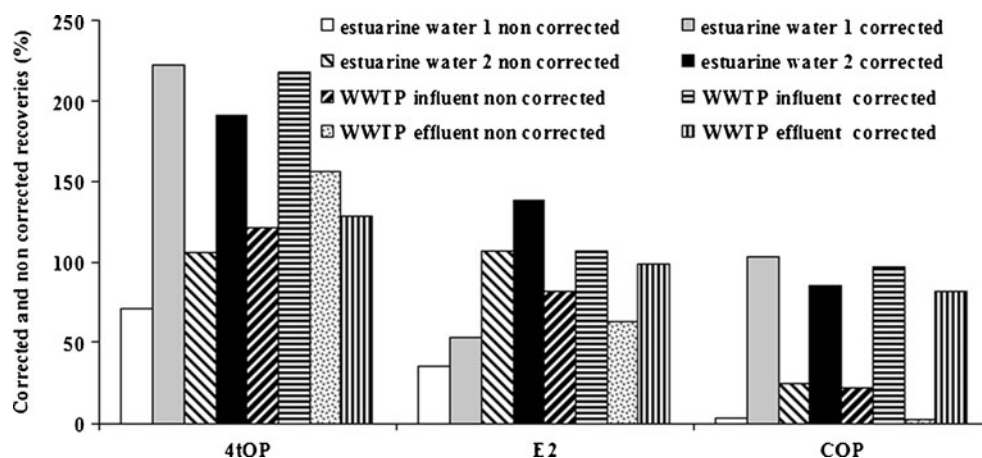 Corrected and non corrected recoveries (%)
250
200
150
100
50
0
estuarine water 1 non corrected
estuarine water 1 corrected
estuarine water 2 non corrected
estuarine water 2 corrected
WWTP influent non corrected
WWTP influent corrected
WWTP effluent non corrected
WWTP effluent corrected
4tOP
E2
COP